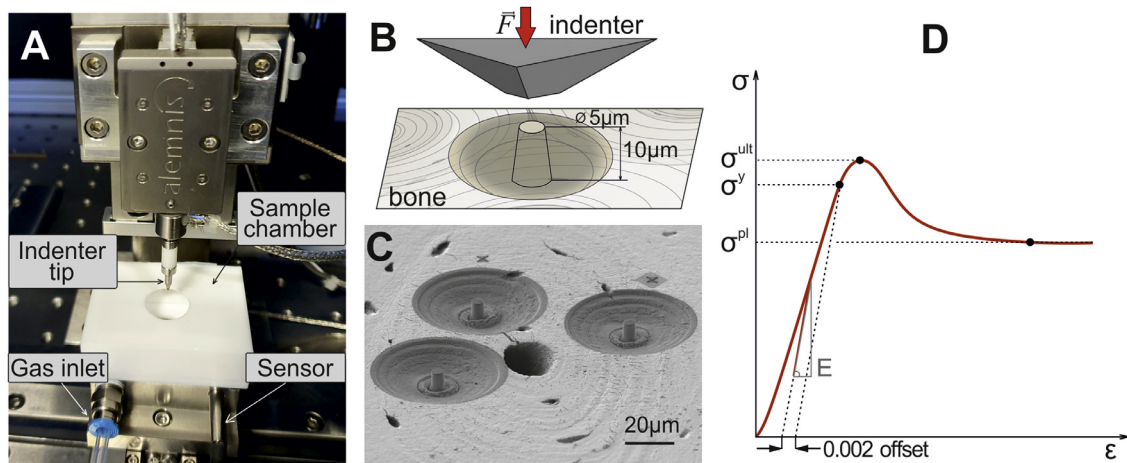 A
alemnis
Sample
chamber
Indenter
tip
Gas inlet
Sensor
B
F indenter
⌀5µm
10µm
bone
C
20µm
D
σ
σ^ult
σ^y
σ^pl
E
0.002 offset
ε